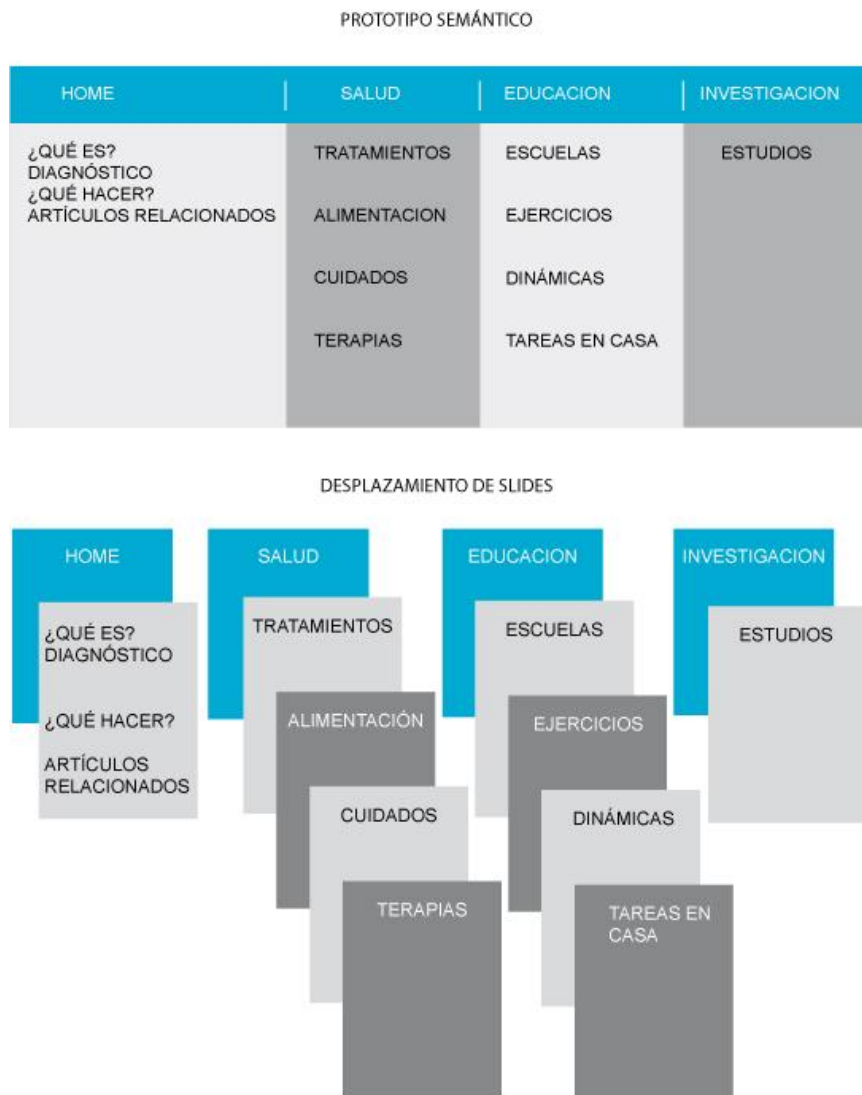 PROTOTIPO SEMÁNTICO
HOME
SALUD
EDUCACION
INVESTIGACION
¿QUÉ ES?
DIAGNÓSTICO
¿QUÉ HACER?
ARTÍCULOS RELACIONADOS
TRATAMIENTOS
ALIMENTACION
CUIDADOS
TERAPIAS
ESCUELAS
EJERCICIOS
DINÁMICAS
TAREAS EN CASA
ESTUDIOS
DESPLAZAMIENTO DE SLIDES
HOME
¿QUÉ ES?
DIAGNÓSTICO
¿QUÉ HACER?
ARTÍCULOS
RELACIONADOS
SALUD
TRATAMIENTOS
ALIMENTACIÓN
CUIDADOS
TERAPIAS
EDUCACION
ESCUELAS
EJERCICIOS
DINÁMICAS
TAREAS EN
CASA
INVESTIGACION
ESTUDIOS